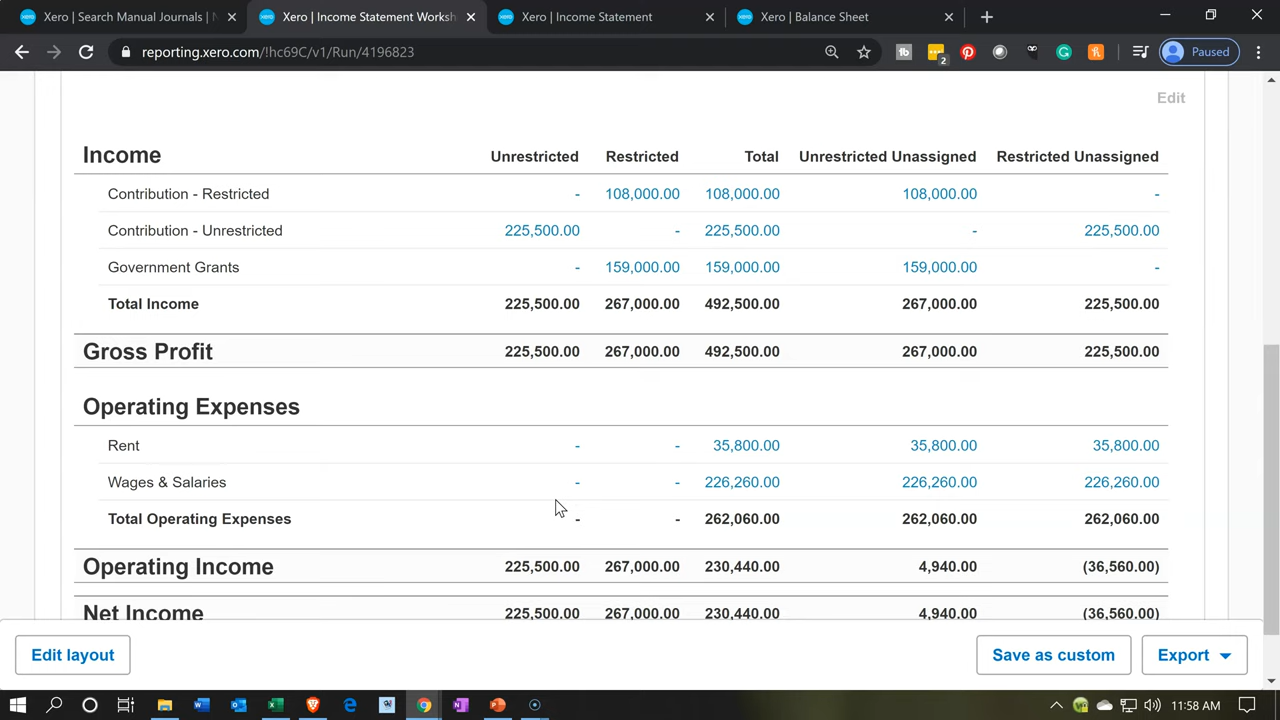 Xero | Search Manual Journals | N
Xero | Income Statement Worksh
Xero | Income Statement
Xero | Balance Sheet
reporting.xero.com/!hc69C/v1/Run/4196823
2
Paused
Edit
Income Unrestricted Restricted Total Unrestricted Unassigned Restricted Unassigned
Contribution - Restricted - 108,000.00 108,000.00 108,000.00 -
Contribution - Unrestricted 225,500.00 - 225,500.00 - 225,500.00
Government Grants - 159,000.00 159,000.00 159,000.00 -
Total Income 225,500.00 267,000.00 492,500.00 267,000.00 225,500.00
Gross Profit 225,500.00 267,000.00 492,500.00 267,000.00 225,500.00
Operating Expenses
Rent - - 35,800.00 35,800.00 35,800.00
Wages & Salaries - - 226,260.00 226,260.00 226,260.00
Total Operating Expenses - - 262,060.00 262,060.00 262,060.00
Operating Income 225,500.00 267,000.00 230,440.00 4,940.00 (36,560.00)
Net Income 225,500.00 267,000.00 230,440.00 4,940.00 (36,560.00)
Edit layout
Save as custom
Export
11:58 AM